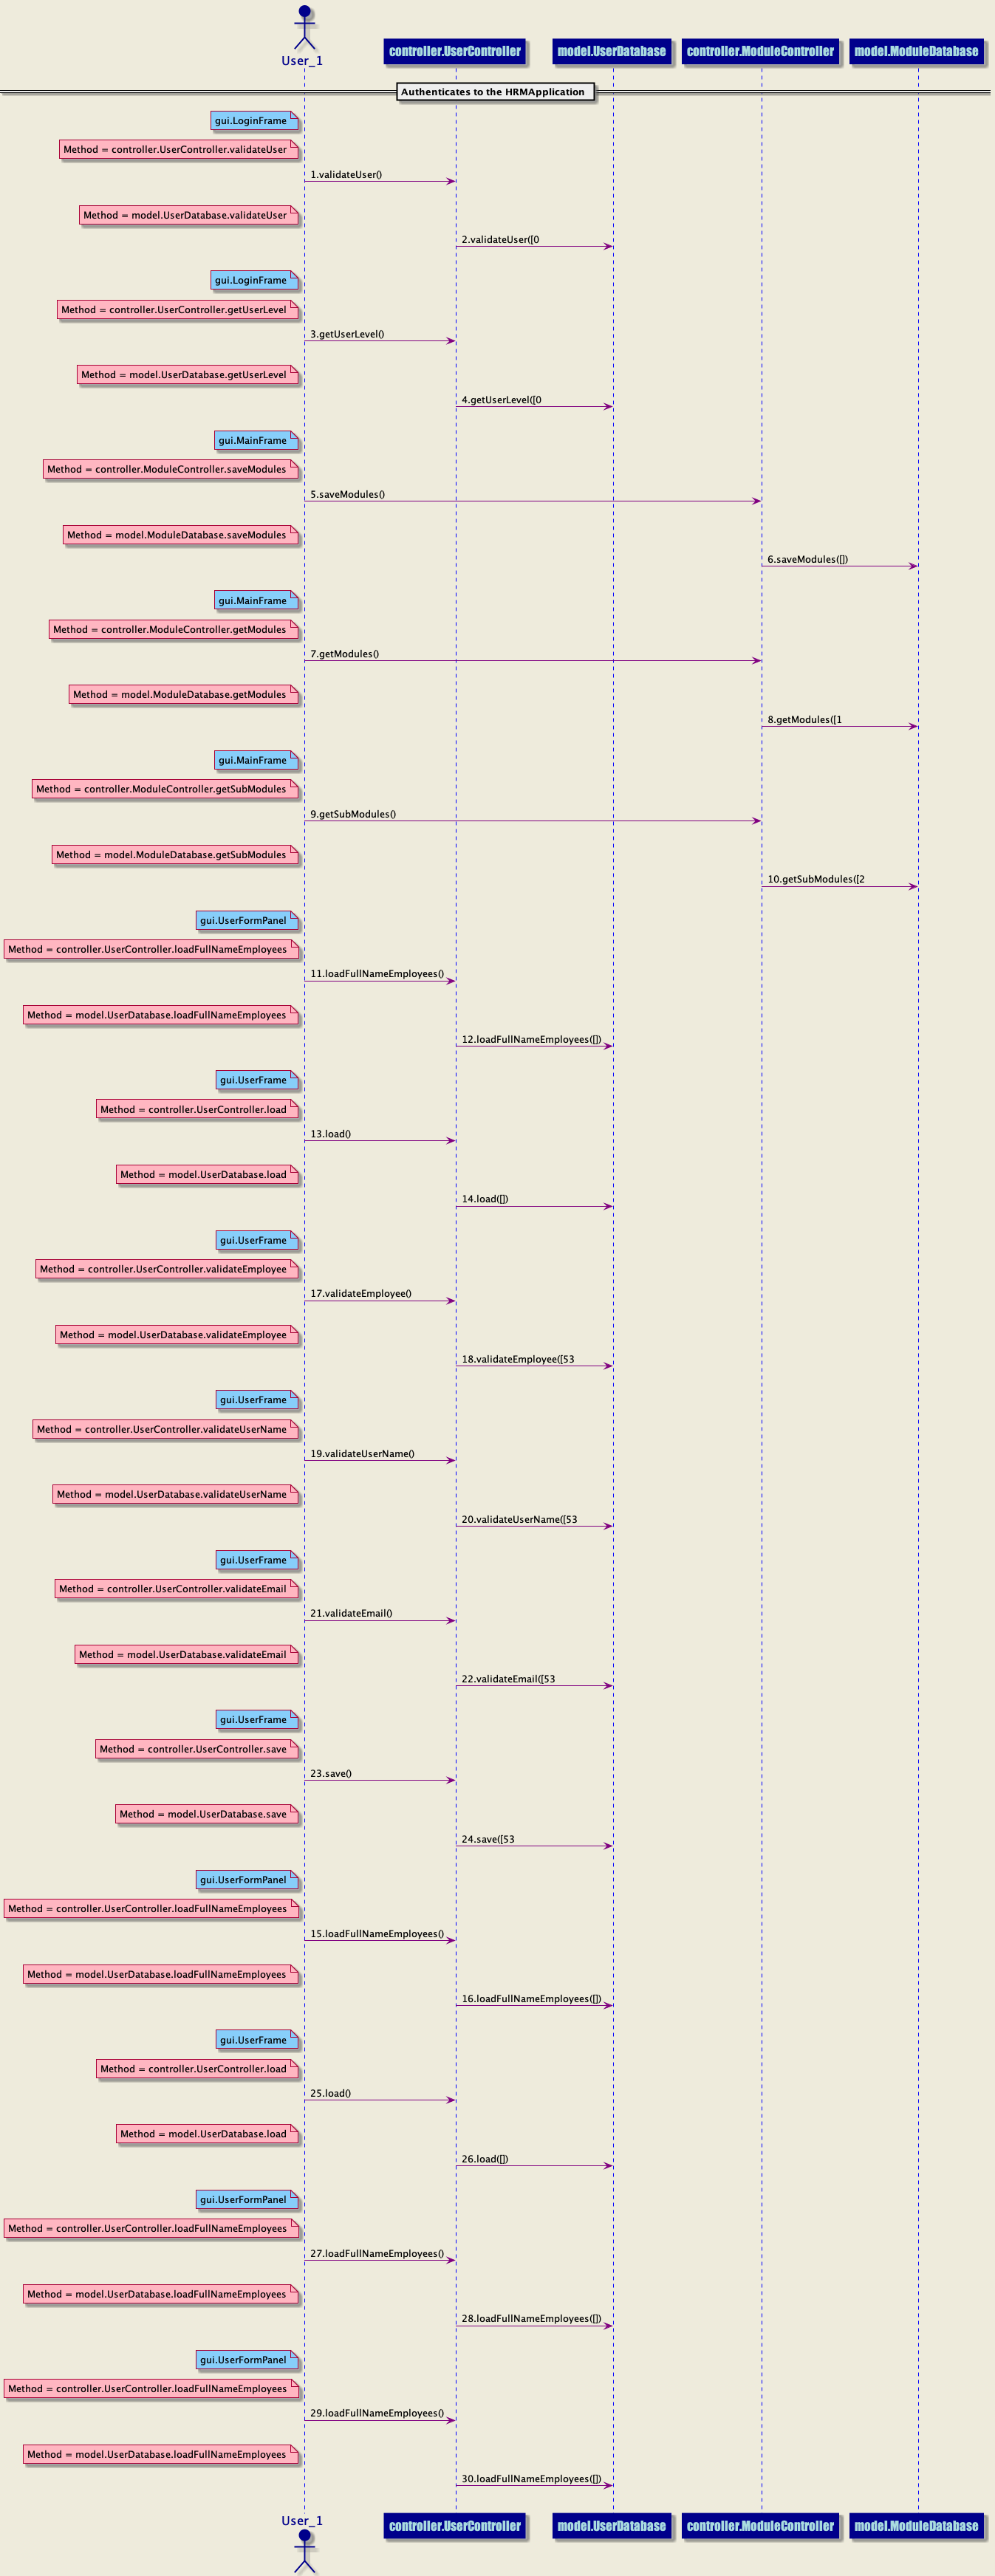 User_1
controller.UserController
model.UserDatabase
controller.ModuleController
model.ModuleDatabase
Authenticates to the HRMApplication
gui.LoginFrame
Method = controller.UserController.validateUser
1.validateUser()
Method = model.UserDatabase.validateUser
2.validateUser([0
gui.LoginFrame
Method = controller.UserController.getUserLevel
3.getUserLevel()
Method = model.UserDatabase.getUserLevel
4.getUserLevel([0
gui.MainFrame
Method = controller.ModuleController.saveModules
5.saveModules()
Method = model.ModuleDatabase.saveModules
6.saveModules([])
gui.MainFrame
Method = controller.ModuleController.getModules
7.getModules()
Method = model.ModuleDatabase.getModules
8.getModules([1
gui.MainFrame
Method = controller.ModuleController.getSubModules
9.getSubModules()
Method = model.ModuleDatabase.getSubModules
10.getSubModules([2
gui.UserFormPanel
Method = controller.UserController.loadFullNameEmployees
11.loadFullNameEmployees()
Method = model.UserDatabase.loadFullNameEmployees
12.loadFullNameEmployees([])
gui.UserFrame
Method = controller.UserController.load
13.load()
Method = model.UserDatabase.load
14.load([])
gui.UserFrame
Method = controller.UserController.validateEmployee
17.validateEmployee()
Method = model.UserDatabase.validateEmployee
18.validateEmployee([53
gui.UserFrame
Method = controller.UserController.validateUserName
19.validateUserName()
Method = model.UserDatabase.validateUserName
20.validateUserName([53
gui.UserFrame
Method = controller.UserController.validateEmail
21.validateEmail()
Method = model.UserDatabase.validateEmail
22.validateEmail([53
gui.UserFrame
Method = controller.UserController.save
23.save()
Method = model.UserDatabase.save
24.save([53
gui.UserFormPanel
Method = controller.UserController.loadFullNameEmployees
15.loadFullNameEmployees()
Method = model.UserDatabase.loadFullNameEmployees
16.loadFullNameEmployees([])
gui.UserFrame
Method = controller.UserController.load
25.load()
Method = model.UserDatabase.load
26.load([])
gui.UserFormPanel
Method = controller.UserController.loadFullNameEmployees
27.loadFullNameEmployees()
Method = model.UserDatabase.loadFullNameEmployees
28.loadFullNameEmployees([])
gui.UserFormPanel
Method = controller.UserController.loadFullNameEmployees
29.loadFullNameEmployees()
Method = model.UserDatabase.loadFullNameEmployees
30.loadFullNameEmployees([])
User_1
controller.UserController
model.UserDatabase
controller.ModuleController
model.ModuleDatabase